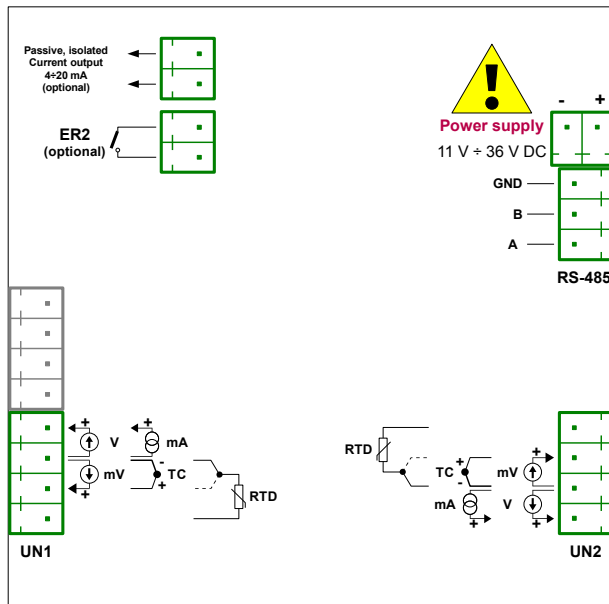 Passive, isolated
Current output
4÷20 mA
(optional)
ER2
(optional)
- +
Power supply
11 V ÷ 36 V DC
GND
B
A
RS-485
+ V + mA
- TC
mV +
+
RTD
UN1
RTD
+ TC mV +
-
mA V
+ +
UN2